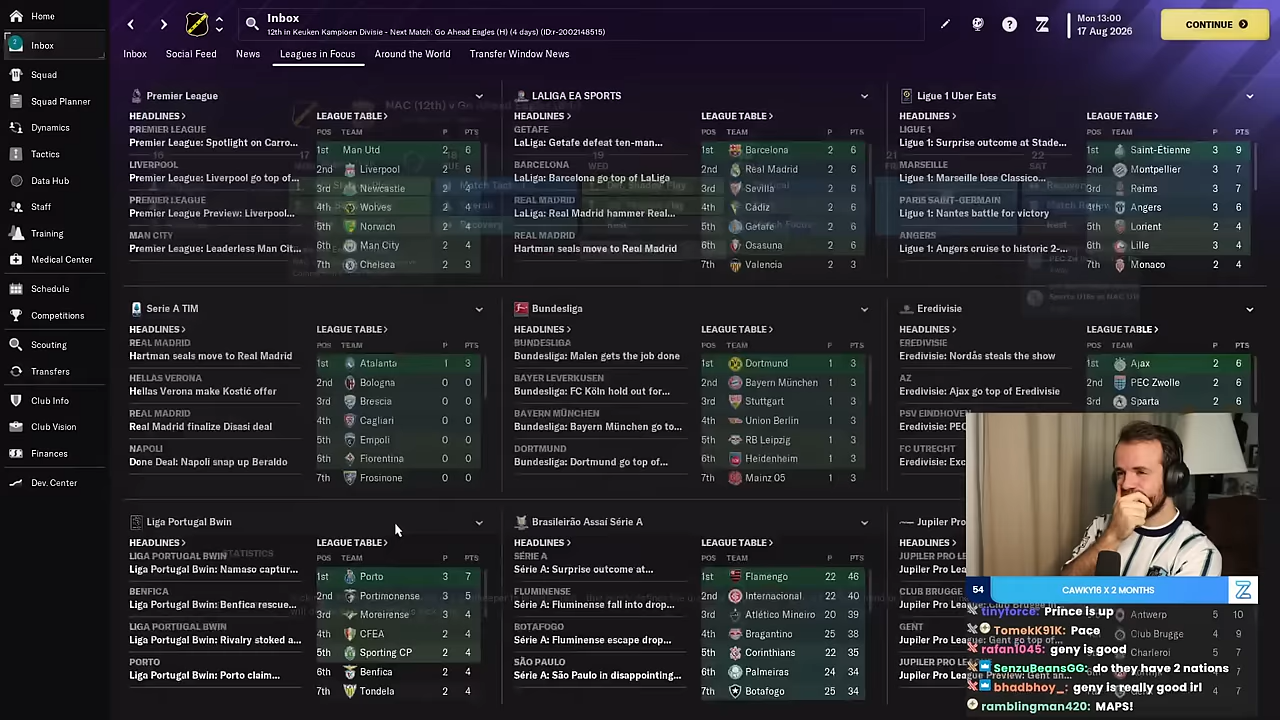 Home
Inbox
2
Squad
Squad Planner
Dynamics
Tactics
Data Hub
Staff
Training
Medical Center
Schedule
Competitions
Scouting
Transfers
Club Info
Club Vision
Finances
Dev. Center
Inbox
12th in Keuken Kampioen Divisie - Next Match: Go Ahead Eagles (H) (4 days) (ID:r-2002148515)
Mon 13:00
17 Aug 2026
CONTINUE
Inbox Social Feed News Leagues in Focus Around the World Transfer Window News
Premier League
HEADLINES >
PREMIER LEAGUE
Premier League: Spotlight on Carro...
LIVERPOOL
Premier League: Liverpool go top of...
PREMIER LEAGUE
Premier League Preview: Liverpool...
MAN CITY
Premier League: Leaderless Man Cit...
LEAGUE TABLE >
POS TEAM P PTS
1st Man Utd 2 6
2nd Liverpool 2 6
3rd Newcastle
4th Wolves 2 4
5th Norwich 2 4
6th Man City 2 4
7th Chelsea 2 3
LALIGA EA SPORTS
HEADLINES >
GETAFE
LaLiga: Getafe defeat ten-man...
BARCELONA
LaLiga: Barcelona go top of LaLiga
REAL MADRID
LaLiga: Real Madrid hammer Real...
REAL MADRID
Hartman seals move to Real Madrid
LEAGUE TABLE >
POS TEAM P PTS
1st Barcelona 2 6
2nd Real Madrid 2 6
3rd Sevilla 2 6
4th Cádiz 2 6
5th Getafe 2 6
6th Osasuna 2 6
7th Valencia 2 3
Ligue 1 Uber Eats
HEADLINES >
LIGUE 1
Ligue 1: Surprise outcome at Stade...
MARSEILLE
Ligue 1: Marseille lose Classico...
PARIS SAINT-GERMAIN
Ligue 1: Nantes battle for victory
ANGERS
Ligue 1: Angers cruise to historic 2-...
LEAGUE TABLE >
POS TEAM P PTS
1st Saint-Étienne 3 9
2nd Montpellier 3 7
3rd Reims 3 7
4th Angers 3 6
5th Lorient 2 4
6th Lille 3 4
7th Monaco 2 4
Serie A TIM
HEADLINES >
REAL MADRID
Hartman seals move to Real Madrid
HELLAS VERONA
Hellas Verona make Kostić offer
REAL MADRID
Real Madrid finalize Disasi deal
NAPOLI
Done Deal: Napoli snap up Beraldo
LEAGUE TABLE >
POS TEAM P PTS
1st Atalanta 1 3
2nd Bologna 0 0
3rd Brescia 0 0
4th Cagliari 0 0
5th Empoli 0 0
6th Fiorentina 0 0
7th Frosinone 0 0
Bundesliga
HEADLINES >
BUNDESLIGA
Bundesliga: Malen gets the job done
BAYER LEVERKUSEN
Bundesliga: FC Köln hold out for...
BAYERN MÜNCHEN
Bundesliga: Bayern München go to...
DORTMUND
Bundesliga: Dortmund go top of...
LEAGUE TABLE >
POS TEAM P PTS
1st Dortmund 1 3
2nd Bayern München 1 3
3rd Stuttgart 1 3
4th Union Berlin 1 3
5th RB Leipzig 1 3
6th Heidenheim 1 3
7th Mainz 05 1 3
Eredivisie
HEADLINES >
EREDIVISIE
Eredivisie: Nordås steals the show
AZ
Eredivisie: Ajax go top of Eredivisie
PSV EINDHOVEN
Eredivisie: PEC
FC UTRECHT
Eredivisie: Exc
LEAGUE TABLE >
POS TEAM P PTS
1st Ajax 2 6
2nd PEC Zwolle 2 6
3rd Sparta 2 6
Liga Portugal Bwin
HEADLINES >
LIGA PORTUGAL BWIN
Liga Portugal Bwin: Namaso captur...
BENFICA
Liga Portugal Bwin: Benfica rescue...
LIGA PORTUGAL BWIN
Liga Portugal Bwin: Rivalry stoked a...
PORTO
Liga Portugal Bwin: Porto claim...
LEAGUE TABLE >
POS TEAM P PTS
1st Porto 3 7
2nd Portimonense 3 5
3rd Moreirense 3 4
4th CFEA 2 4
5th Sporting CP 2 4
6th Benfica 2 4
7th Tondela 2 4
Brasileirão Assaí Série A
HEADLINES >
SÉRIE A
Série A: Surprise outcome at...
FLUMINENSE
Série A: Fluminense fall into drop...
BOTAFOGO
Série A: Fluminense escape drop...
SÃO PAULO
Série A: São Paulo in disappointing...
LEAGUE TABLE >
POS TEAM P PTS
1st Flamengo 22 46
2nd Internacional 22 40
3rd Atlético Mineiro 20 39
4th Bragantino 25 38
5th Corinthians 22 35
6th Palmeiras 24 34
7th Botafogo 25 34
Jupiler Pro
HEADLINES >
JUPILER PRO L
Jupiler Pro L
CLUB BRUGGE
GENT
Jupiler Pro League: Gent go top of...
JUPILER PRO LE
Antwerp 5 10
Club Brugge 4 9
Charleroi 5 7
54
CAWKY16 X 2 MONTHS
tinyforce: Prince is up
TomekK91K: Pace
rafan1045: geny is good
SenzuBeansGG: do they have 2 nations
bhadbhoy_: geny is really good irl
ramblingman420: MAPS!